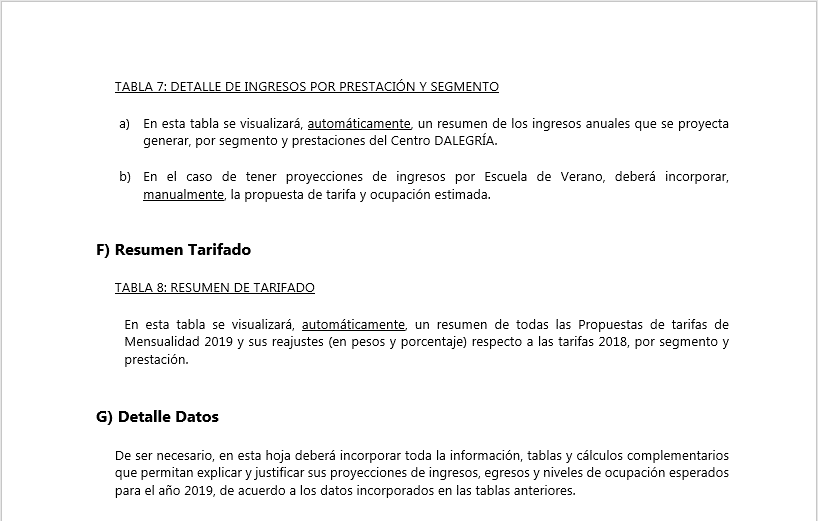 TABLA 7: DETALLE DE INGRESOS POR PRESTACIÓN Y SEGMENTO
a) En esta tabla se visualizará, automáticamente, un resumen de los ingresos anuales que se proyecta
generar, por segmento y prestaciones del Centro DALEGRÍA.
b) En el caso de tener proyecciones de ingresos por Escuela de Verano, deberá incorporar,
manualmente, la propuesta de tarifa y ocupación estimada.
F) Resumen Tarifado
TABLA 8: RESUMEN DE TARIFADO
En esta tabla se visualizará, automáticamente, un resumen de todas las Propuestas de tarifas de
Mensualidad 2019 y sus reajustes (en pesos y porcentaje) respecto a las tarifas 2018, por segmento y
prestación.
G) Detalle Datos
De ser necesario, en esta hoja deberá incorporar toda la información, tablas y cálculos complementarios
que permitan explicar y justificar sus proyecciones de ingresos, egresos y niveles de ocupación esperados
para el año 2019, de acuerdo a los datos incorporados en las tablas anteriores.